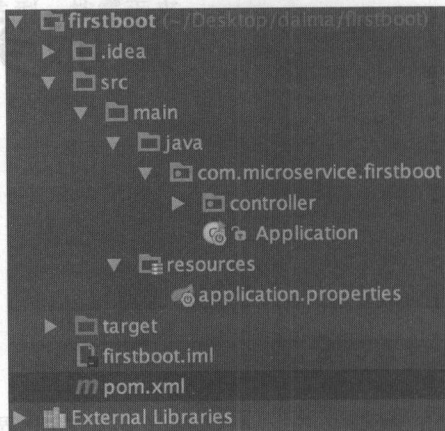 firstboot (~/Desktop/daima/firstboot)
.idea
src
main
java
com.microservice.firstboot
controller
Application
resources
application.properties
target
firstboot.iml
pom.xml
External Libraries